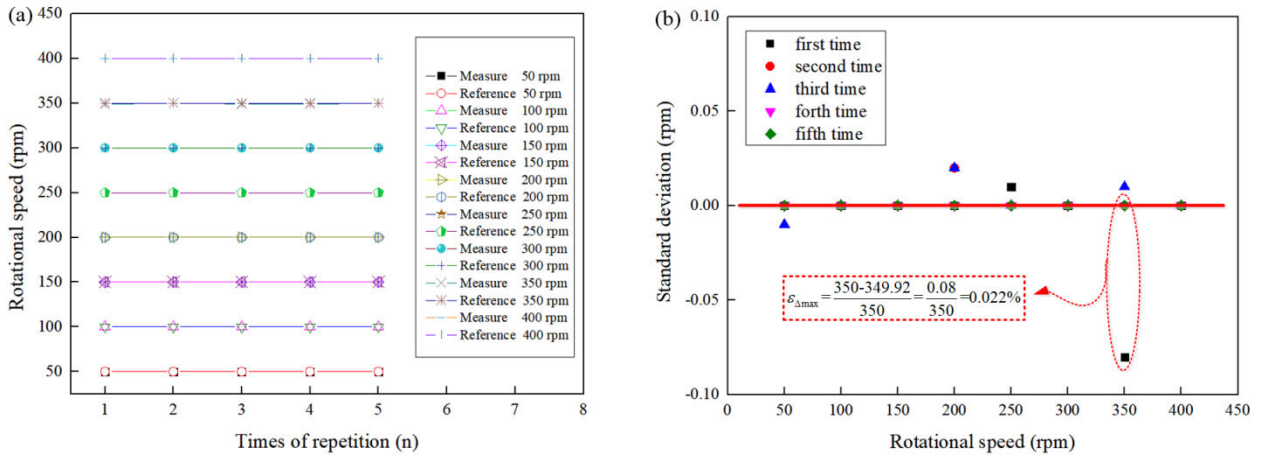 (a)
450
400
350
300
250
200
150
100
50
Rotational speed (rpm)
1 2 3 4 5 6 7 8
Times of repetition (n)
Measure 50 rpm
Reference 50 rpm
Measure 100 rpm
Reference 100 rpm
Measure 150 rpm
Reference 150 rpm
Measure 200 rpm
Reference 200 rpm
Measure 250 rpm
Reference 250 rpm
Measure 300 rpm
Reference 300 rpm
Measure 350 rpm
Reference 350 rpm
Measure 400 rpm
Reference 400 rpm
(b)
0.10
0.05
0.00
-0.05
-0.10
Standard deviation (rpm)
first time
second time
third time
forth time
fifth time
εΔmax=350-349.92/350=0.08/350=0.022%
0 50 100 150 200 250 300 350 400 450
Rotational speed (rpm)